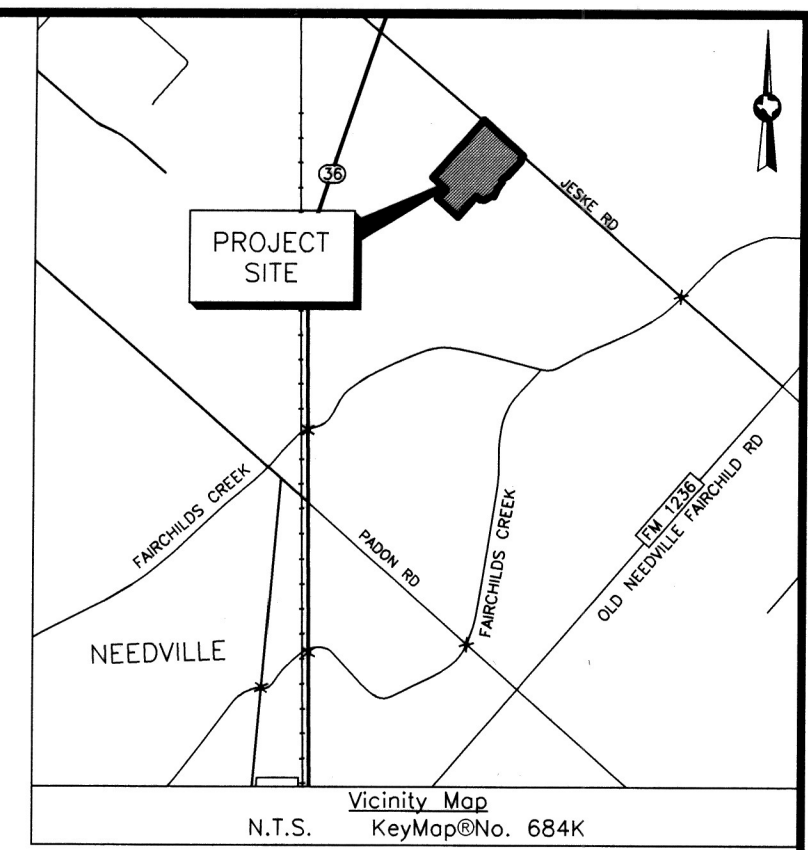 36
JESKE RD
PROJECT
SITE
FAIRCHILDS CREEK
PADON RD
FAIRCHILDS CREEK
FM 1236
OLD NEEDVILLE FAIRCHILD RD
NEEDVILLE
Vicinity Map
N.T.S. KeyMap®No. 684K